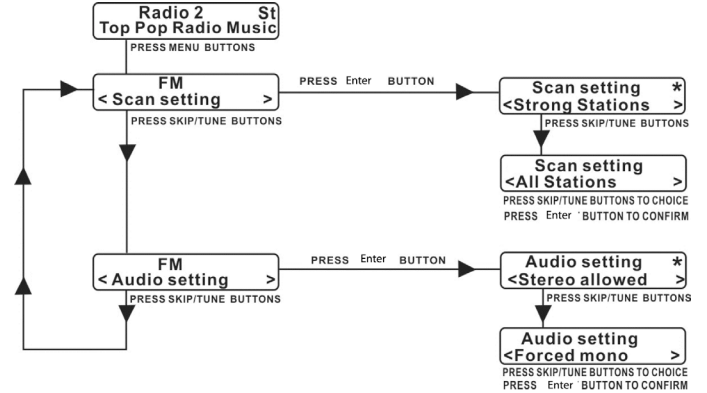 Radio 2 St
Top Pop Radio Music
PRESS MENU BUTTONS
FM
< Scan setting >
PRESS SKIP/TUNE BUTTONS
PRESS Enter BUTTON
Scan setting *
<Strong Stations >
PRESS SKIP/TUNE BUTTONS
Scan setting
<All Stations >
PRESS SKIP/TUNE BUTTONS TO CHOICE
PRESS Enter BUTTON TO CONFIRM
FM
< Audio setting >
PRESS SKIP/TUNE BUTTONS
PRESS Enter BUTTON
Audio setting *
<Stereo allowed >
PRESS SKIP/TUNE BUTTONS
Audio setting
<Forced mono >
PRESS SKIP/TUNE BUTTONS TO CHOICE
PRESS Enter BUTTON TO CONFIRM